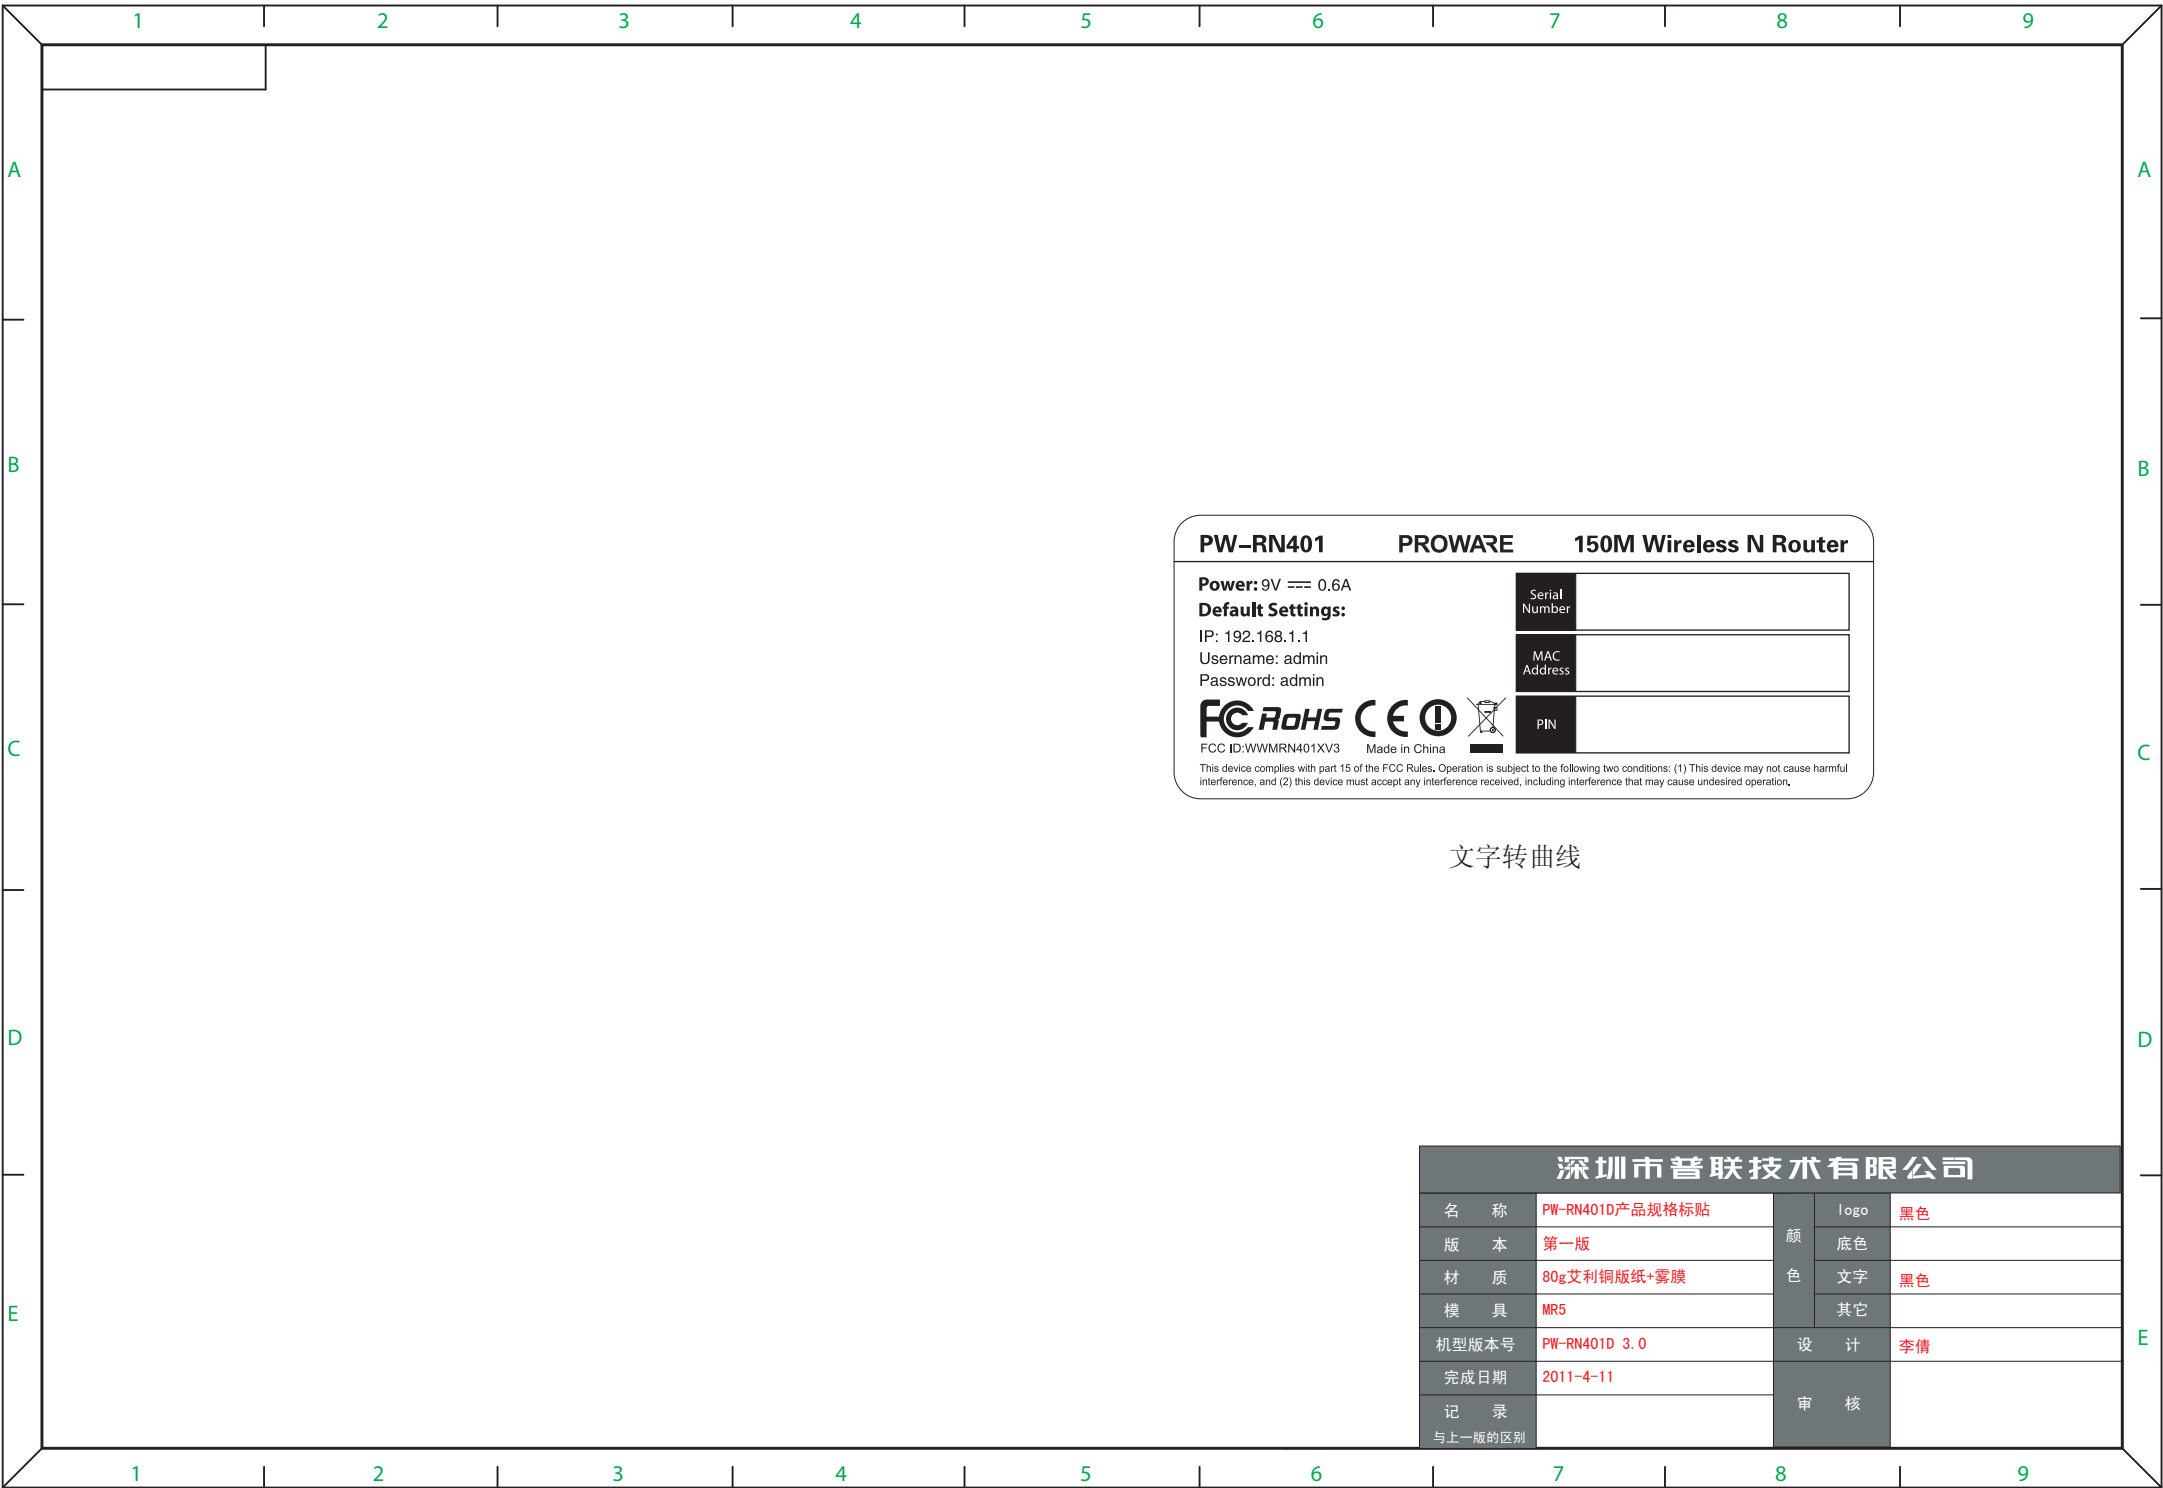 1 2 3 4 5 6 7 8 9
A A
B B
PW-RN401 PROWARE 150M Wireless N Router
Power: 9V 0.6A
Default Settings:
IP: 192.168.1.1
Username: admin
Password: admin
Serial
Number
MAC
Address
PIN
FC RoHS CE
FCC ID:WWMRN401XV3 Made in China
This device complies with part 15 of the FCC Rules. Operation is subject to the following two conditions: (1) This device may not cause harmful
interference, and (2) this device must accept any interference received, including interference that may cause undesired operation.
C C
文字转曲线
D D
深圳市普联技术有限公司
名 称 PW-RN401D产品规格标贴 颜色 logo 黑色
版 本 第一版 底色
材 质 80g艾利铜版纸+雾膜 文字 黑色
模 具 MR5 其它
机型版本号 PW-RN401D 3.0 设 计 李倩
完成日期 2011-4-11 审 核
记 录
与上一版的区别
E E
1 2 3 4 5 6 7 8 9